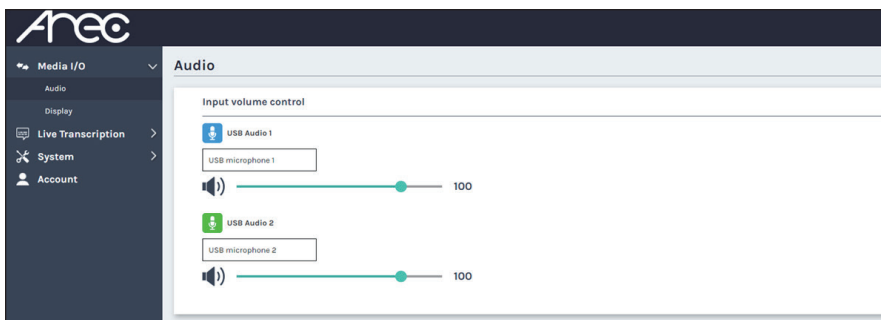 Arec
Media I/O
Audio
Display
Live Transcription
System
Account
Audio
Input volume control
USB Audio 1
USB microphone 1
100
USB Audio 2
USB microphone 2
100